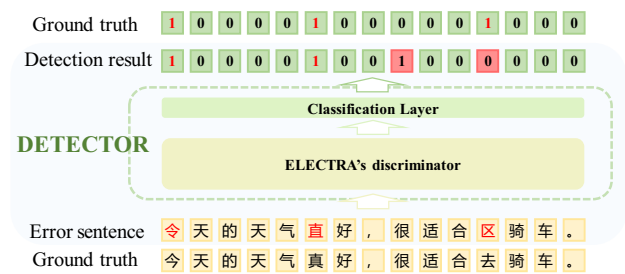 Ground truth 1 0 0 0 0 1 0 0 0 0 0 1 0 0 0
Detection result 1 0 0 0 0 1 0 0 1 0 0 0 0 0 0
Classification Layer
DETECTOR
ELECTRA's discriminator
Error sentence 令 天 的 天 气 直 好 , 很 适 合 区 骑 车 。
Ground truth 今 天 的 天 气 真 好 , 很 适 合 去 骑 车 。